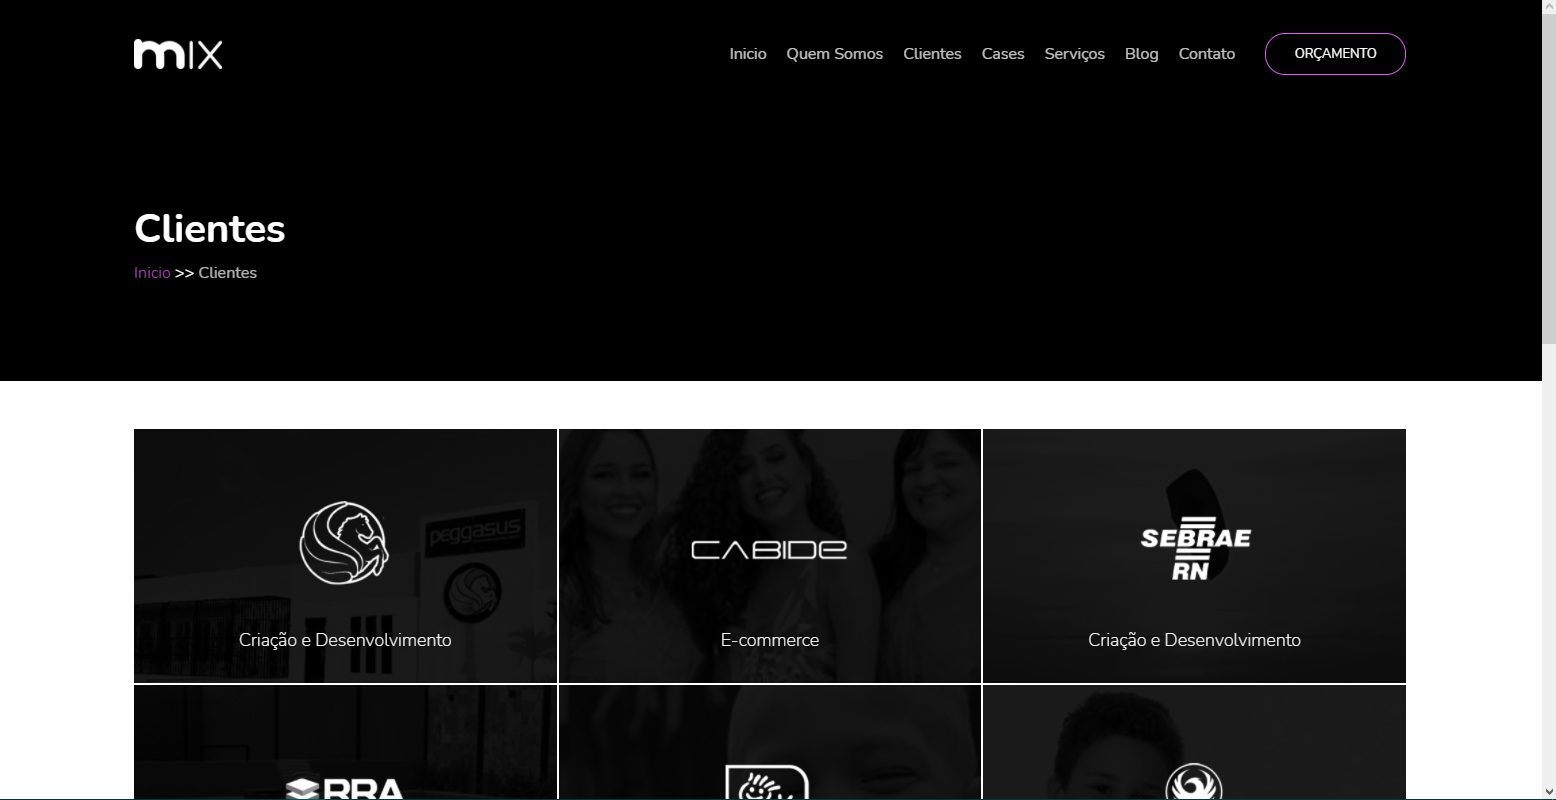 mix
Inicio Quem Somos Clientes Cases Serviços Blog Contato ORÇAMENTO
Clientes
Inicio >> Clientes
peggasus
CABIDE
SEBRAE
RN
Criação e Desenvolvimento
E-commerce
Criação e Desenvolvimento
RRA